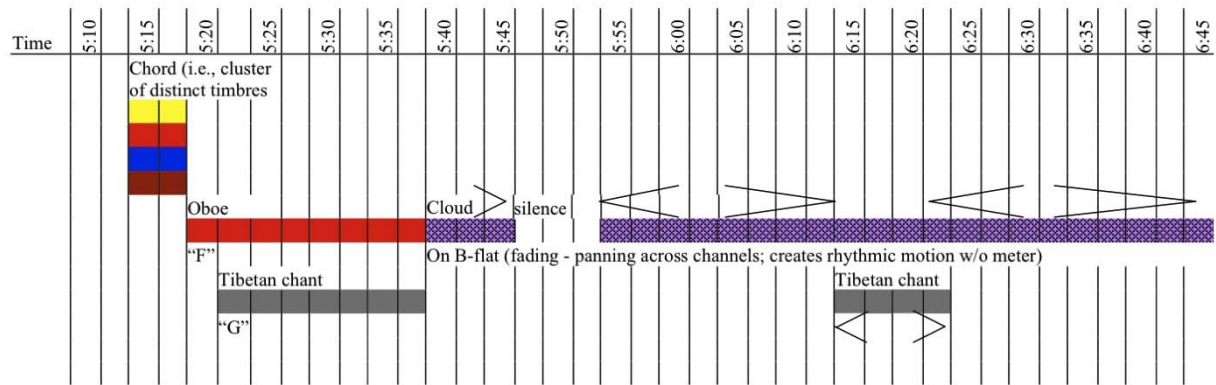 Time 5:10 5:15 5:20 5:25 5:30 5:35 5:40 5:45 5:50 5:55 6:00 6:05 6:10 6:15 6:20 6:25 6:30 6:35 6:40 6:45
Chord (i.e., cluster
of distinct timbres
Oboe
Cloud
silence
“F”
On B-flat (fading - panning across channels; creates rhythmic motion w/o meter)
Tibetan chant
Tibetan chant
“G”